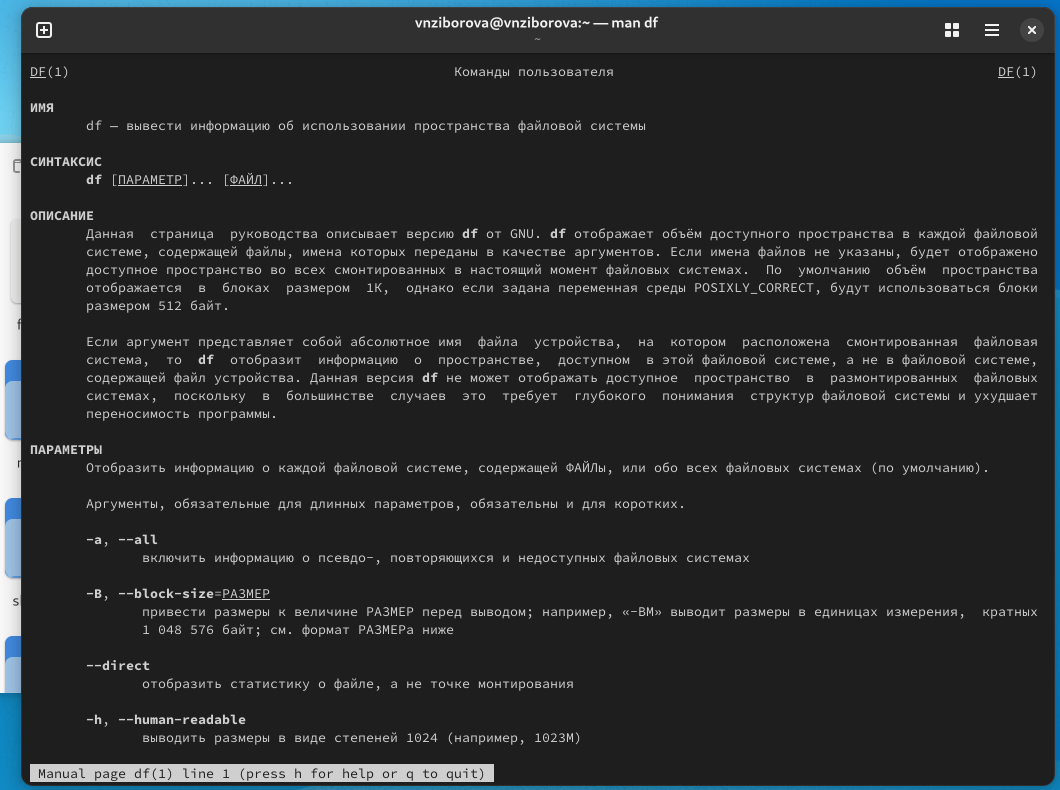 vnziborova@vnziborova:~ — man df
~
DF(1) Команды пользователя DF(1)
ИМЯ
df — вывести информацию об использовании пространства файловой системы
СИНТАКСИС
df [ПАРАМЕТР]... [ФАЙЛ]...
ОПИСАНИЕ
Данная страница руководства описывает версию df от GNU. df отображает объём доступного пространства в каждой файловой
системе, содержащей файлы, имена которых переданы в качестве аргументов. Если имена файлов не указаны, будет отображено
доступное пространство во всех смонтированных в настоящий момент файловых системах. По умолчанию объём пространства
отображается в блоках размером 1K, однако если задана переменная среды POSIXLY_CORRECT, будут использоваться блоки
размером 512 байт.
Если аргумент представляет собой абсолютное имя файла устройства, на котором расположена смонтированная файловая
система, то df отобразит информацию о пространстве, доступном в этой файловой системе, а не в файловой системе,
содержащей файл устройства. Данная версия df не может отображать доступное пространство в размонтированных файловых
системах, поскольку в большинстве случаев это требует глубокого понимания структур файловой системы и ухудшает
переносимость программы.
ПАРАМЕТРЫ
Отобразить информацию о каждой файловой системе, содержащей ФАЙЛы, или обо всех файловых системах (по умолчанию).
Аргументы, обязательные для длинных параметров, обязательны и для коротких.
-a, --all
включить информацию о псевдо-, повторяющихся и недоступных файловых системах
-B, --block-size=РАЗМЕР
привести размеры к величине РАЗМЕР перед выводом; например, «-BM» выводит размеры в единицах измерения, кратных
1 048 576 байт; см. формат РАЗМЕРа ниже
--direct
отобразить статистику о файле, а не точке монтирования
-h, --human-readable
выводить размеры в виде степеней 1024 (например, 1023M)
Manual page df(1) line 1 (press h for help or q to quit)